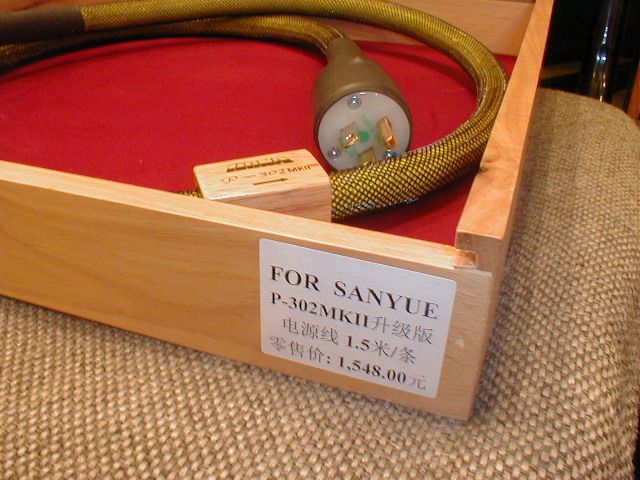 ∞-302MKII
FOR SANYUE
P-302MKII升级版
电源线 1.5米/条
零售价: 1,548.00元